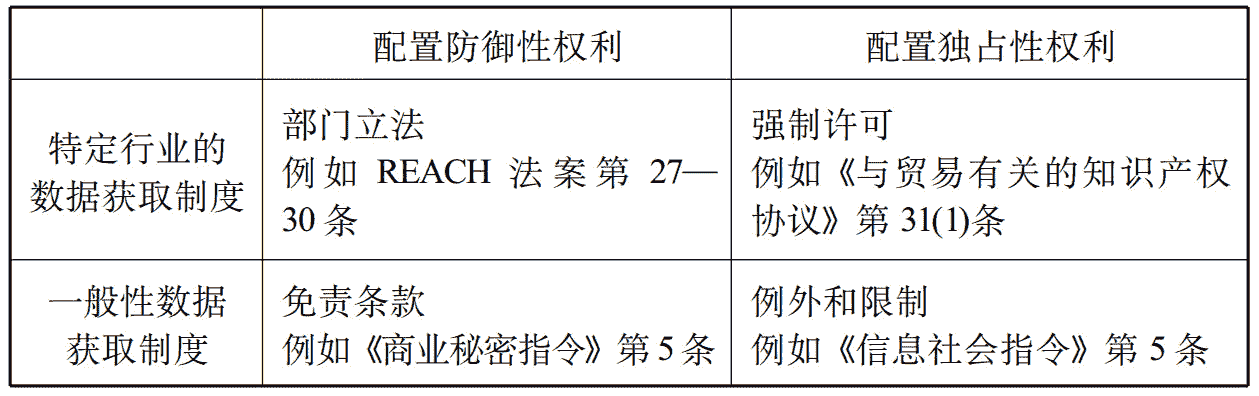 配置防御性权利
配置独占性权利
特定行业的
数据获取制度
部门立法
例如 REACH 法案第 27—
30 条
强制许可
例如《与贸易有关的知识产权
协议》第 31(1)条
一般性数据
获取制度
免责条款
例如《商业秘密指令》第 5 条
例外和限制
例如《信息社会指令》第 5 条